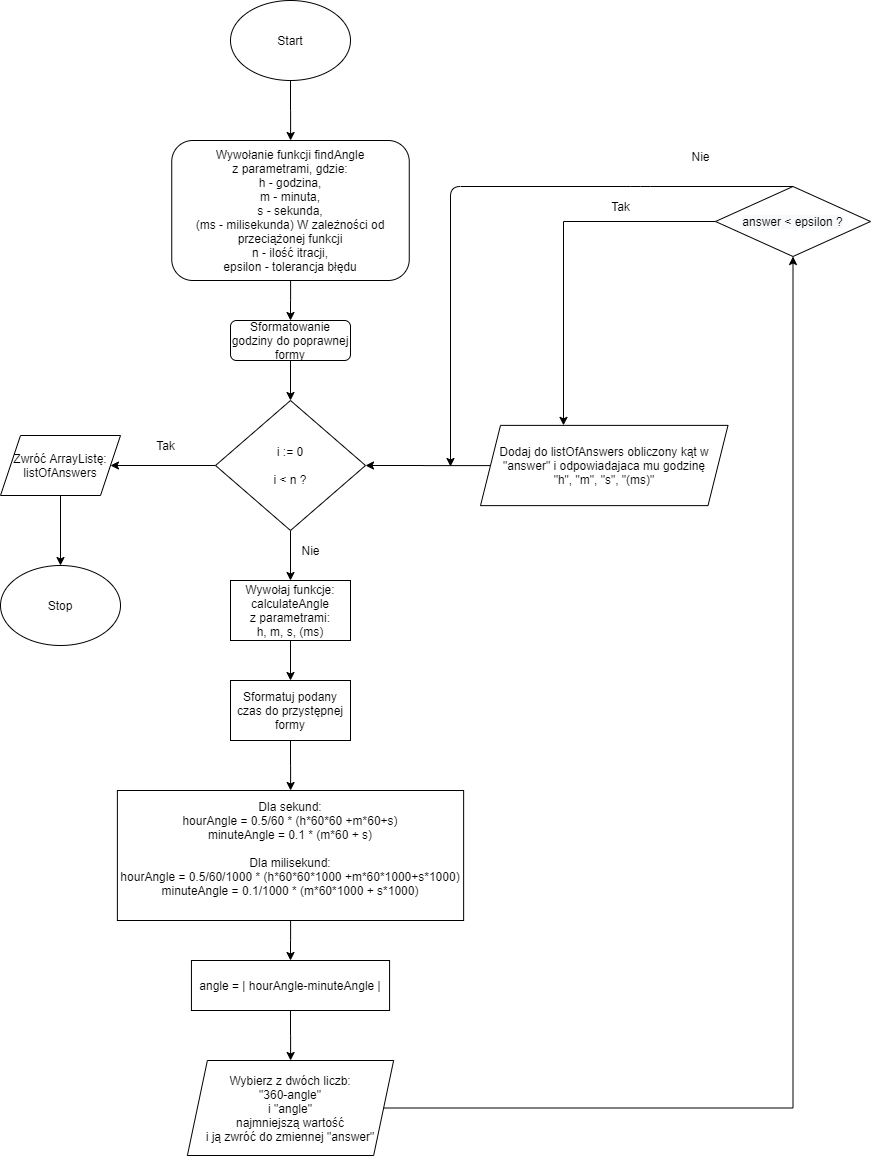 Start
Wywołanie funkcji findAngle
z parametrami, gdzie:
h - godzina,
m - minuta,
s - sekunda,
(ms - milisekunda) W zależności od
przeciążonej funkcji
n - ilość itracji,
epsilon - tolerancja błędu
Sformatowanie
godziny do poprawnej
formy
i := 0
i < n ?
Tak
Zwróć ArrayListę:
listOfAnswers
Stop
Nie
Wywołaj funkcje:
calculateAngle
z parametrami:
h, m, s, (ms)
Sformatuj podany
czas do przystępnej
formy
Dla sekund:
hourAngle = 0.5/60 * (h*60*60 +m*60+s)
minuteAngle = 0.1 * (m*60 + s)
Dla milisekund:
hourAngle = 0.5/60/1000 * (h*60*60*1000 +m*60*1000+s*1000)
minuteAngle = 0.1/1000 * (m*60*1000 + s*1000)
angle = | hourAngle-minuteAngle |
Wybierz z dwóch liczb:
"360-angle"
i "angle"
najmniejszą wartość
i ją zwróć do zmiennej "answer"
answer < epsilon ?
Nie
Tak
Dodaj do listOfAnswers obliczony kąt w
"answer" i odpowiadajaca mu godzinę
"h", "m", "s", "(ms)"